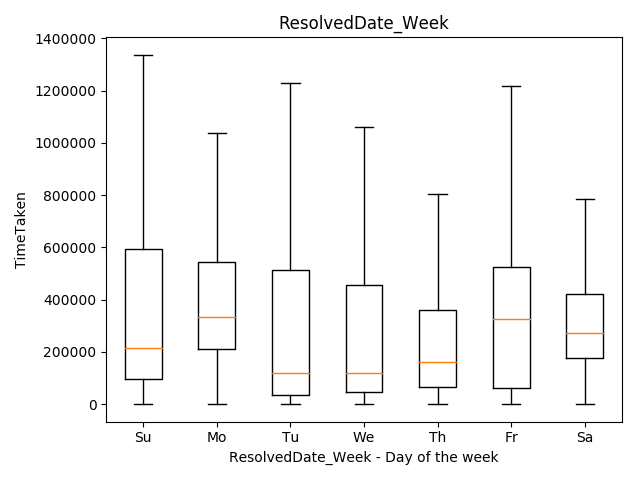 ResolvedDate_Week
1400000
1200000
1000000
800000
600000
400000
200000
0
TimeTaken
Su Mo Tu We Th Fr Sa
ResolvedDate_Week - Day of the week